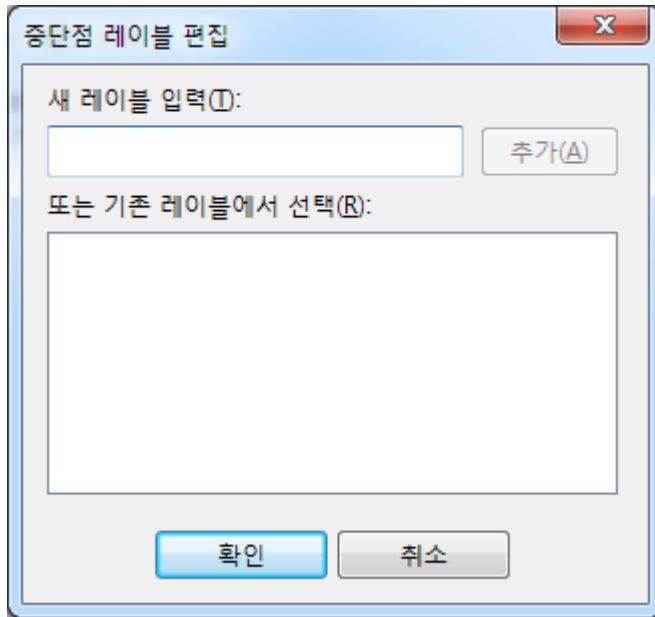 중단점 레이블 편집
새 레이블 입력(T):
추가(A)
또는 기존 레이블에서 선택(R):
확인 취소